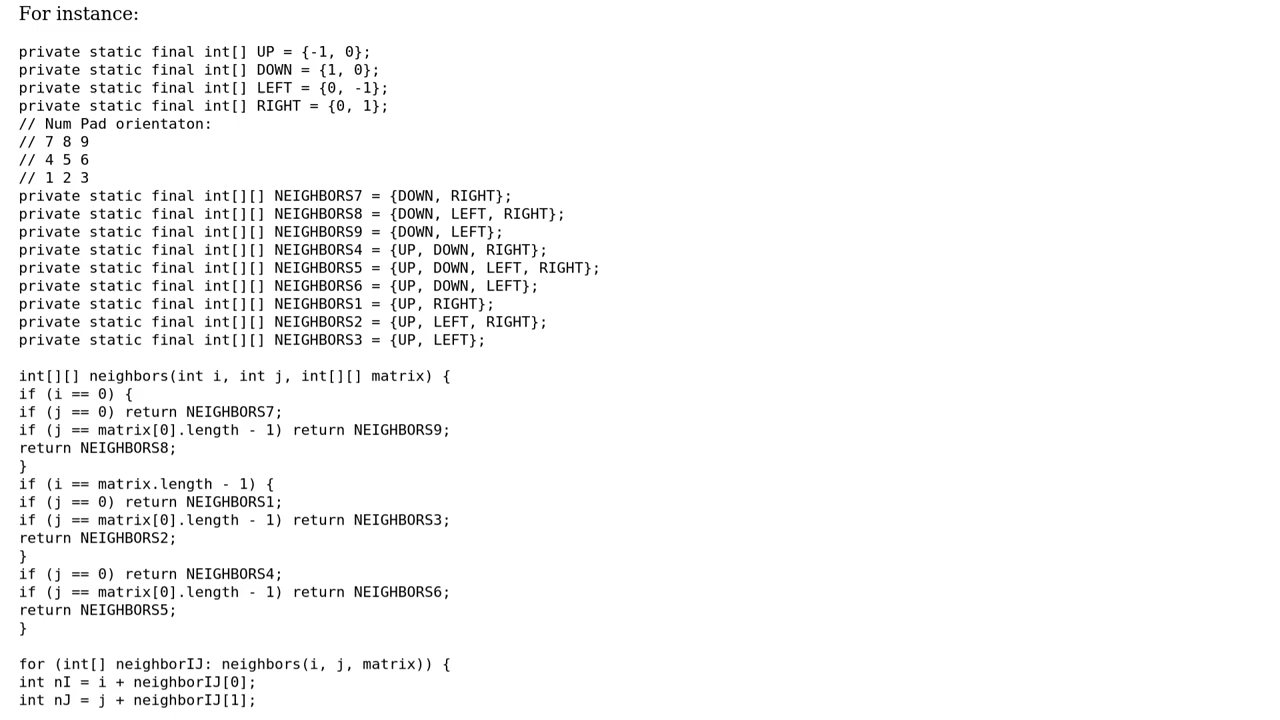 For instance:
private static final int[] UP = {-1, 0};
private static final int[] DOWN = {1, 0};
private static final int[] LEFT = {0, -1};
private static final int[] RIGHT = {0, 1};
// Num Pad orientaton:
// 7 8 9
// 4 5 6
// 1 2 3
private static final int[][] NEIGHBORS7 = {DOWN, RIGHT};
private static final int[][] NEIGHBORS8 = {DOWN, LEFT, RIGHT};
private static final int[][] NEIGHBORS9 = {DOWN, LEFT};
private static final int[][] NEIGHBORS4 = {UP, DOWN, RIGHT};
private static final int[][] NEIGHBORS5 = {UP, DOWN, LEFT, RIGHT};
private static final int[][] NEIGHBORS6 = {UP, DOWN, LEFT};
private static final int[][] NEIGHBORS1 = {UP, RIGHT};
private static final int[][] NEIGHBORS2 = {UP, LEFT, RIGHT};
private static final int[][] NEIGHBORS3 = {UP, LEFT};
int[][] neighbors(int i, int j, int[][] matrix) {
if (i == 0) {
if (j == 0) return NEIGHBORS7;
if (j == matrix[0].length - 1) return NEIGHBORS9;
return NEIGHBORS8;
}
if (i == matrix.length - 1) {
if (j == 0) return NEIGHBORS1;
if (j == matrix[0].length - 1) return NEIGHBORS3;
return NEIGHBORS2;
}
if (j == 0) return NEIGHBORS4;
if (j == matrix[0].length - 1) return NEIGHBORS6;
return NEIGHBORS5;
}
for (int[] neighborIJ: neighbors(i, j, matrix)) {
int nI = i + neighborIJ[0];
int nJ = j + neighborIJ[1];